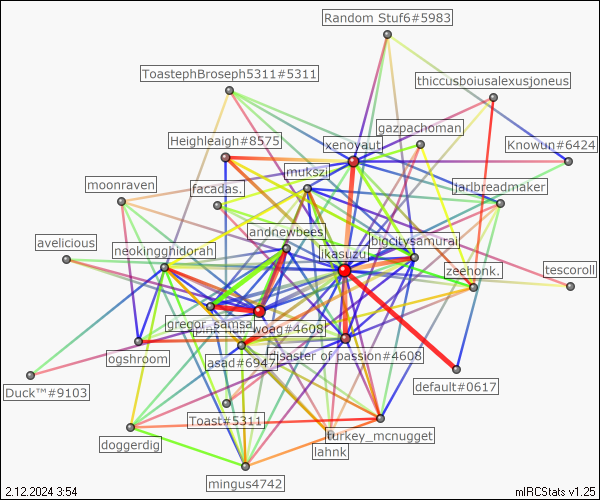 Random Stuf6#5983
ToastephBroseph5311#5311
thiccusboiusalexusjoneus
gazpachoman
Heighleaigh#8575
xenoyaut
Knowun#6424
mukszi
moonraven
facadas.
jarlbreadmaker
andnewbees
avelicious
neokingghidorah
bigcitysamurai
jkasuzu
zeehonk.
tescoroll
gregor_samsa
woag#4608
disaster of passion#4608
ogshroom
asad#6947
default#0617
Duck™#9103
Toast#5311
turkey_mcnugget
doggerdig
lahnk
mingus4742
2.12.2024 3:54
mIRCStats v1.25